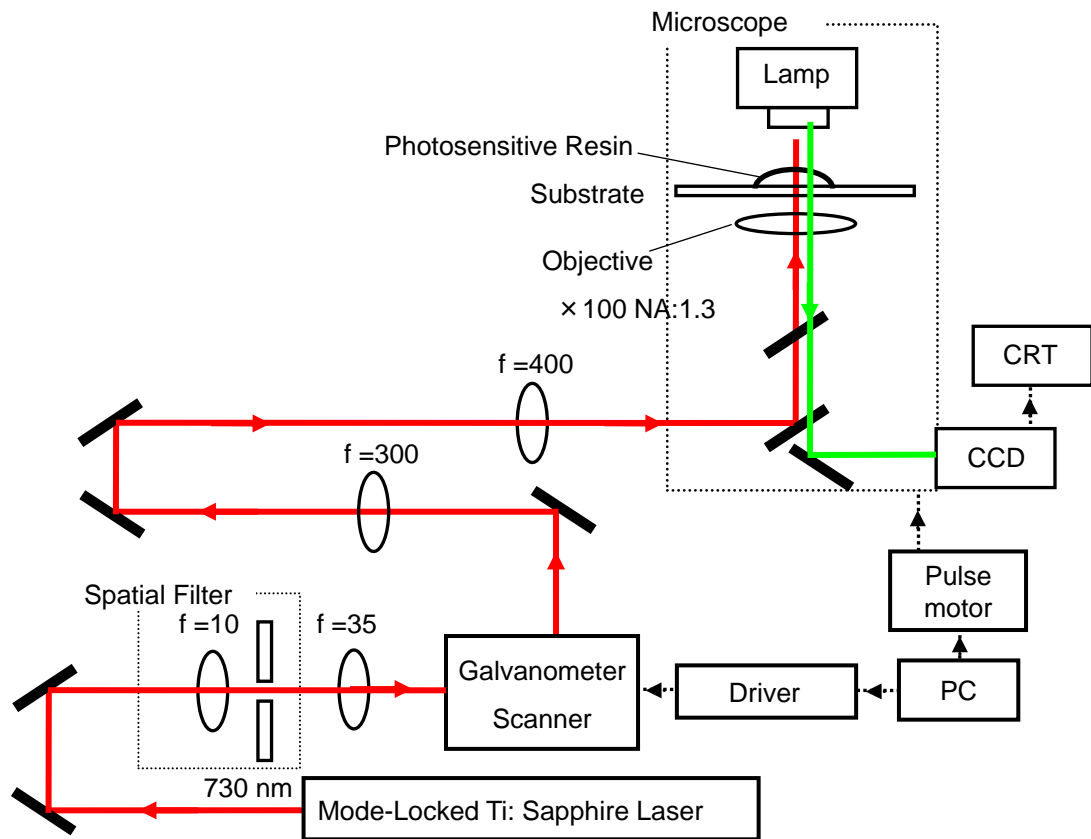 Microscope
Lamp
Photosensitive Resin
Substrate
Objective
× 100 NA:1.3
CRT
f =400
CCD
f=300
Pulse
motor
Spatial Filter
f =10
f =35
Galvanometer
Scanner
Driver
PC
730 nm
Mode-Locked Ti: Sapphire Laser